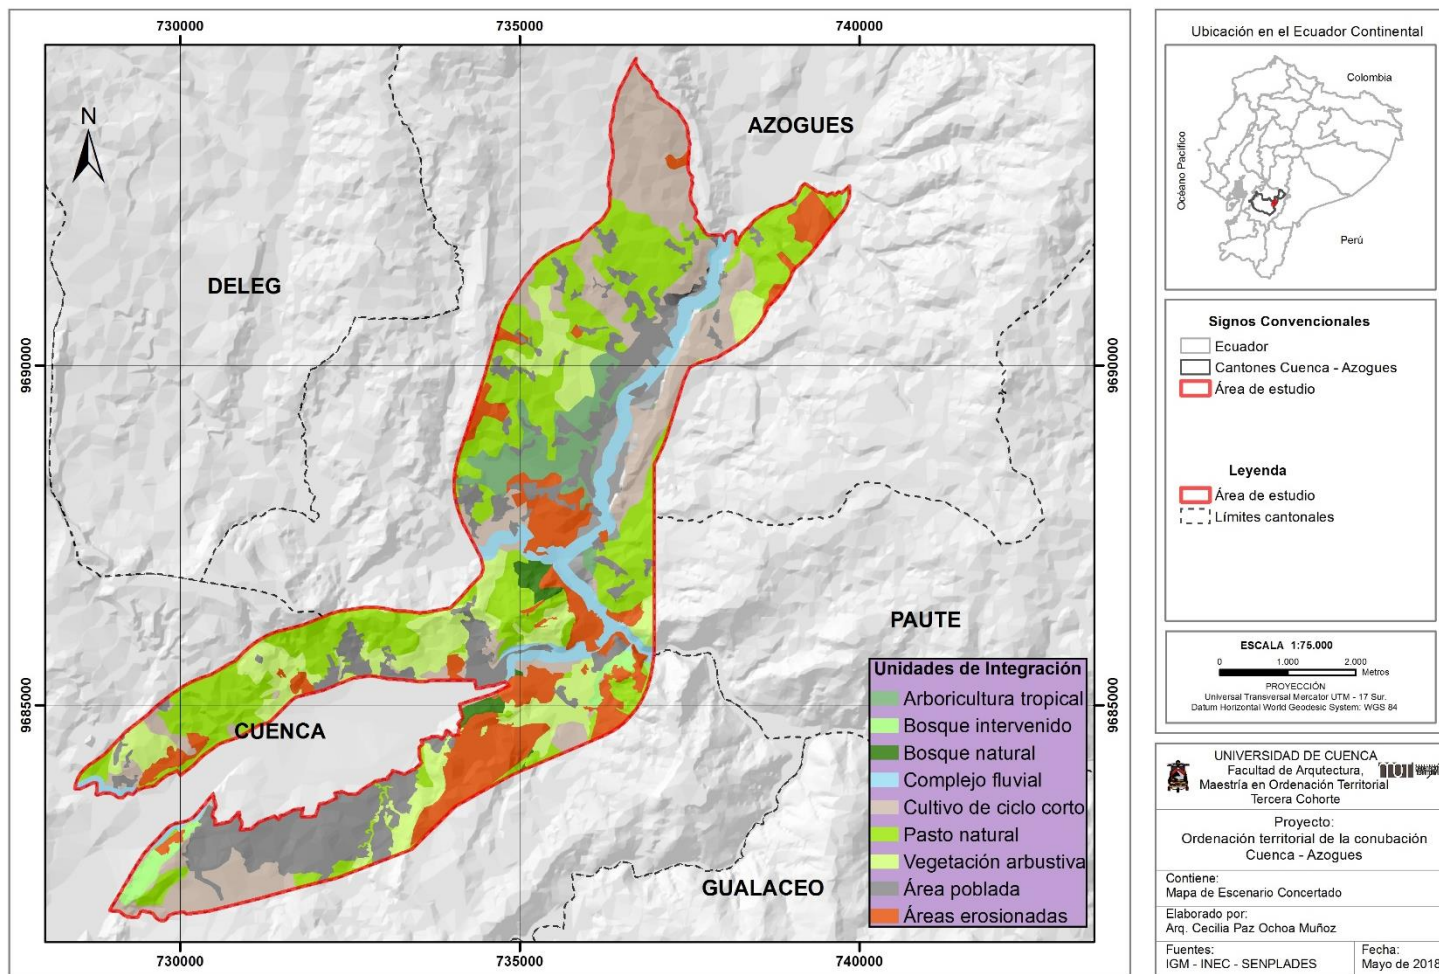 730000
735000
740000
N
AZOGUES
DELEG
9690000
9690000
PAUTE
9685000
9685000
CUENCA
GUALACEO
Unidades de Integración
Arboricultura tropical
Bosque intervenido
Bosque natural
Complejo fluvial
Cultivo de ciclo corto
Pasto natural
Vegetación arbustiva
Área poblada
Áreas erosionadas
730000
735000
740000
Ubicación en el Ecuador Continental
Colombia
Océano Pacífico
Perú
Signos Convencionales
Ecuador
Cantones Cuenca - Azogues
Área de estudio
Leyenda
Área de estudio
Límites cantonales
ESCALA 1:75.000
0 1.000 2.000
Metros
PROYECCIÓN
Universal Transversal Mercator UTM - 17 Sur.
Datum Horizontal World Geodesic System: WGS 84
UNIVERSIDAD DE CUENCA
Facultad de Arqutectura,
Maestría en Ordenación Territorial
Tercera Cohorte
Proyecto:
Ordenación territorial de la conubación
Cuenca - Azogues
Contiene:
Mapa de Escenario Concertado
Elaborado por:
Arq. Cecilia Paz Ochoa Muñoz
Fuentes:
IGM - INEC - SENPLADES
Fecha:
Mayo de 2018